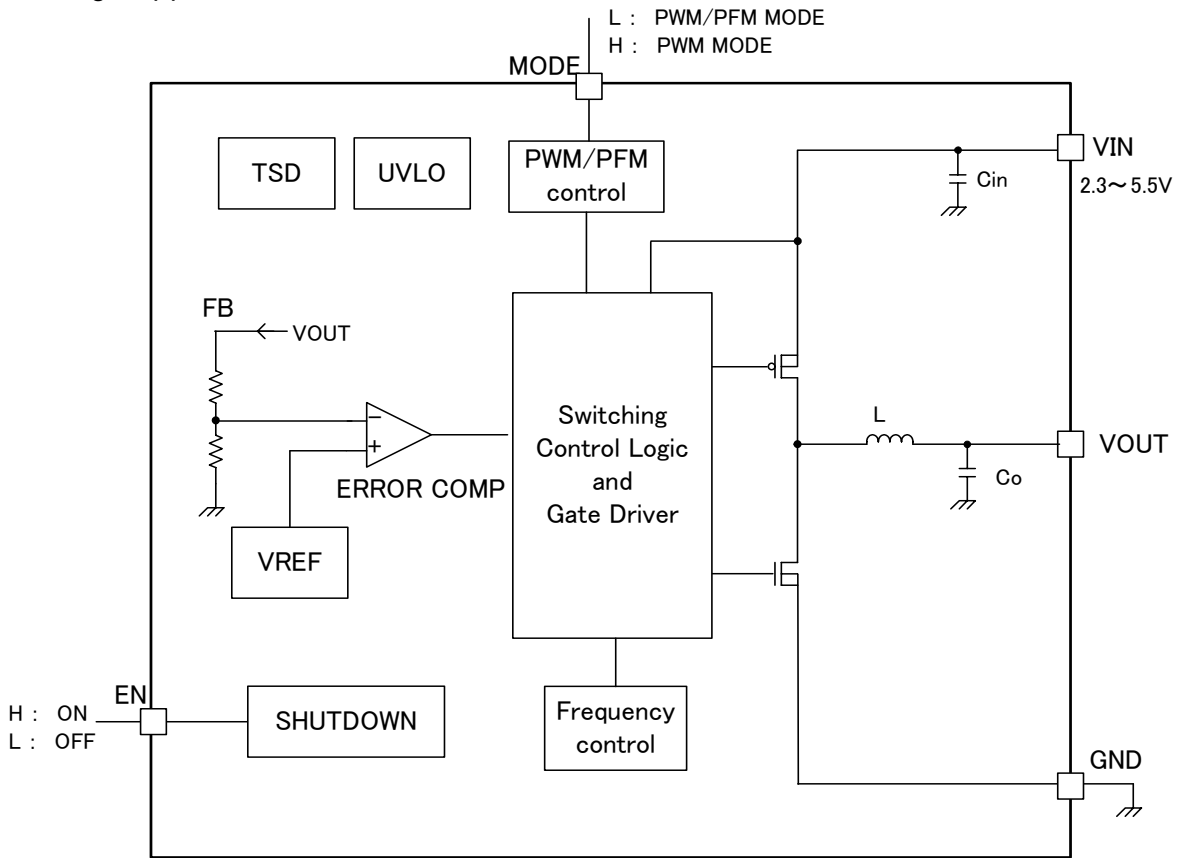 L : PWM/PFM MODE
H : PWM MODE
MODE
TSD
UVLO
PWM/PFM
control
VIN
2.3~5.5V
Cin
FB
VOUT
Switching
Control Logic
and
Gate Driver
L
VOUT
Co
ERROR COMP
VREF
EN
H : ON
L : OFF
SHUTDOWN
Frequency
control
GND